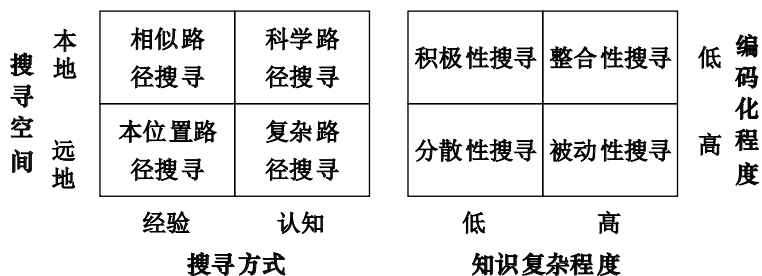 搜寻空间
本地
远地
相似路
径搜寻
科学路
径搜寻
本位置路
径搜寻
复杂路
径搜寻
经验
认知
搜寻方式
积极性搜寻
整合性搜寻
分散性搜寻
被动性搜寻
低
高
编码化程度
低
高
知识复杂程度